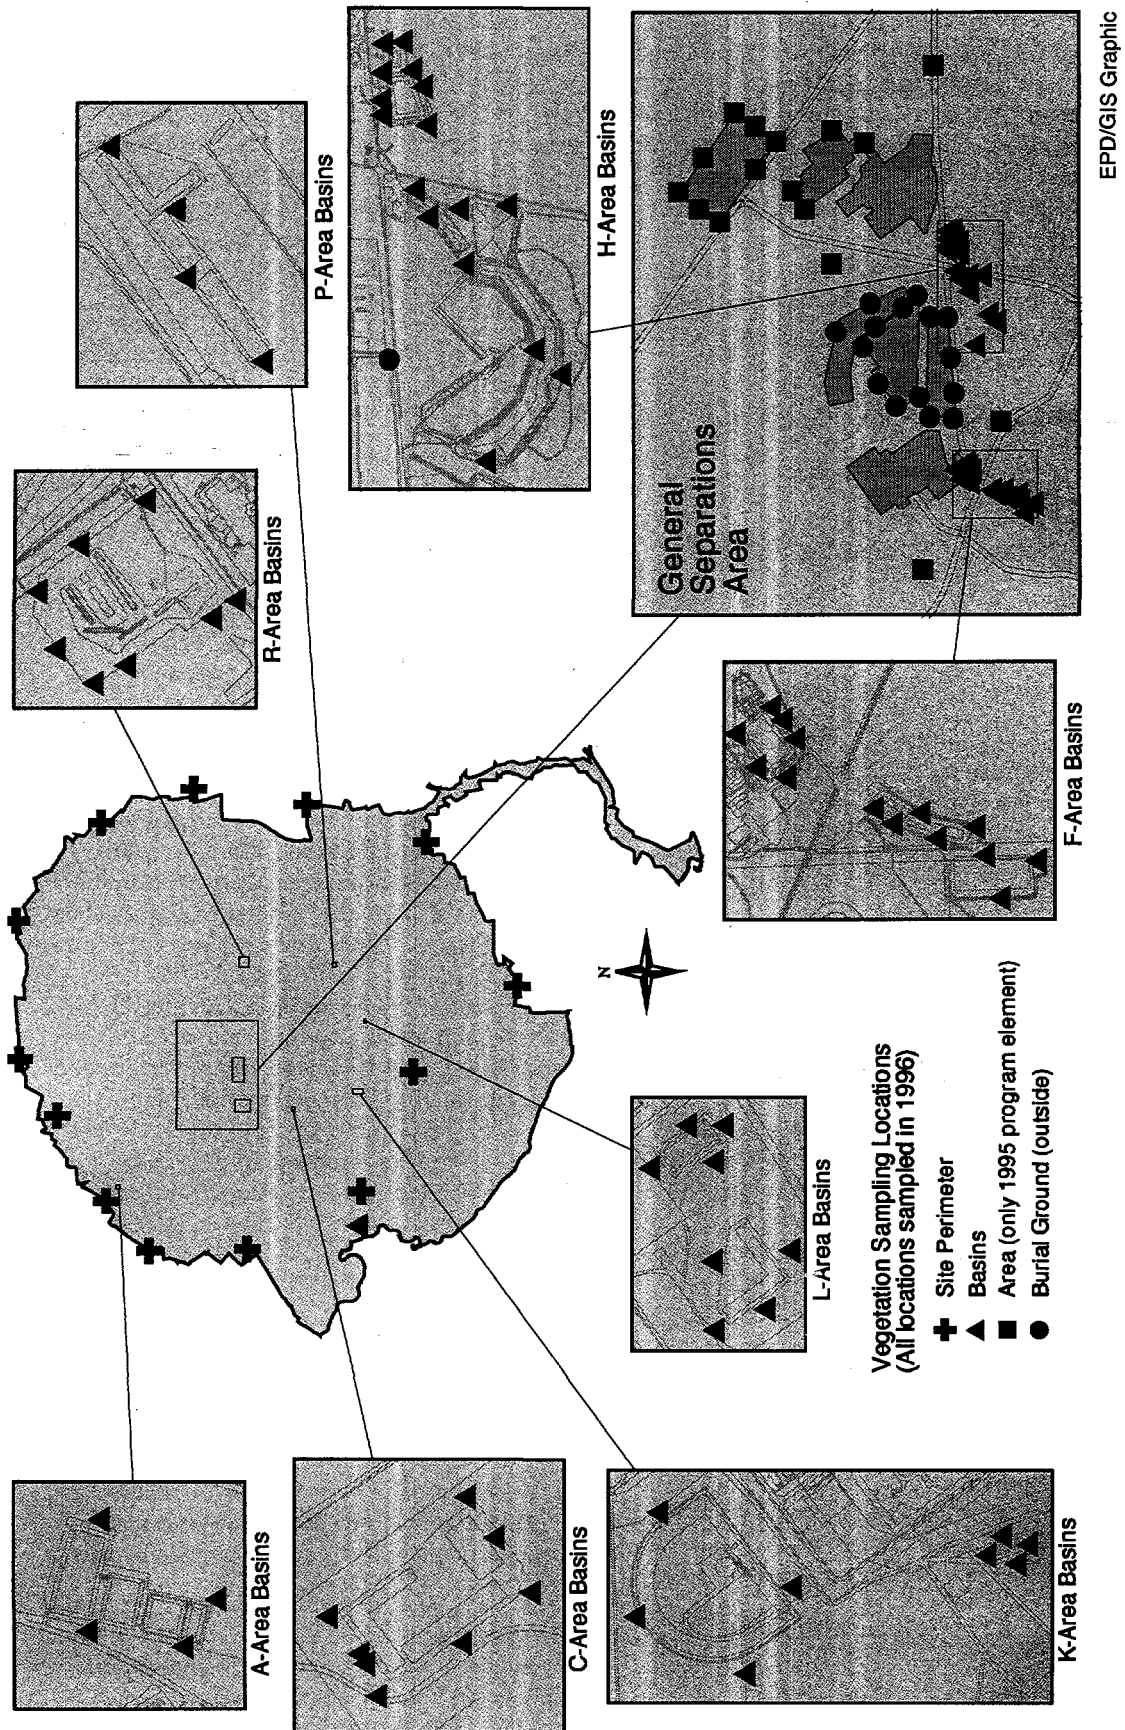 A-Area Basins
C-Area Basins
K-Area Basins
L-Area Basins
R-Area Basins
P-Area Basins
H-Area Basins
General
Separations
Area
F-Area Basins
N
Vegetation Sampling Locations
(All locations sampled in 1996)
Site Perimeter
Basins
Area (only 1995 program element)
Burial Ground (outside)
EPD/GIS Graphic